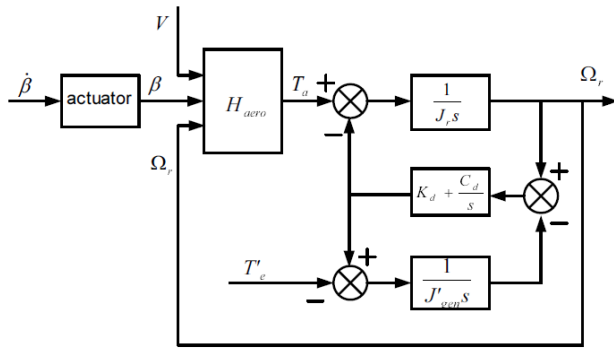 V
β̇
actuator
β
H_aero
T_a
+
−
1
J_r s
Ω_r
Ω_r
K_d + C_d
s
+
−
T′_e
+
−
1
J′_gen s